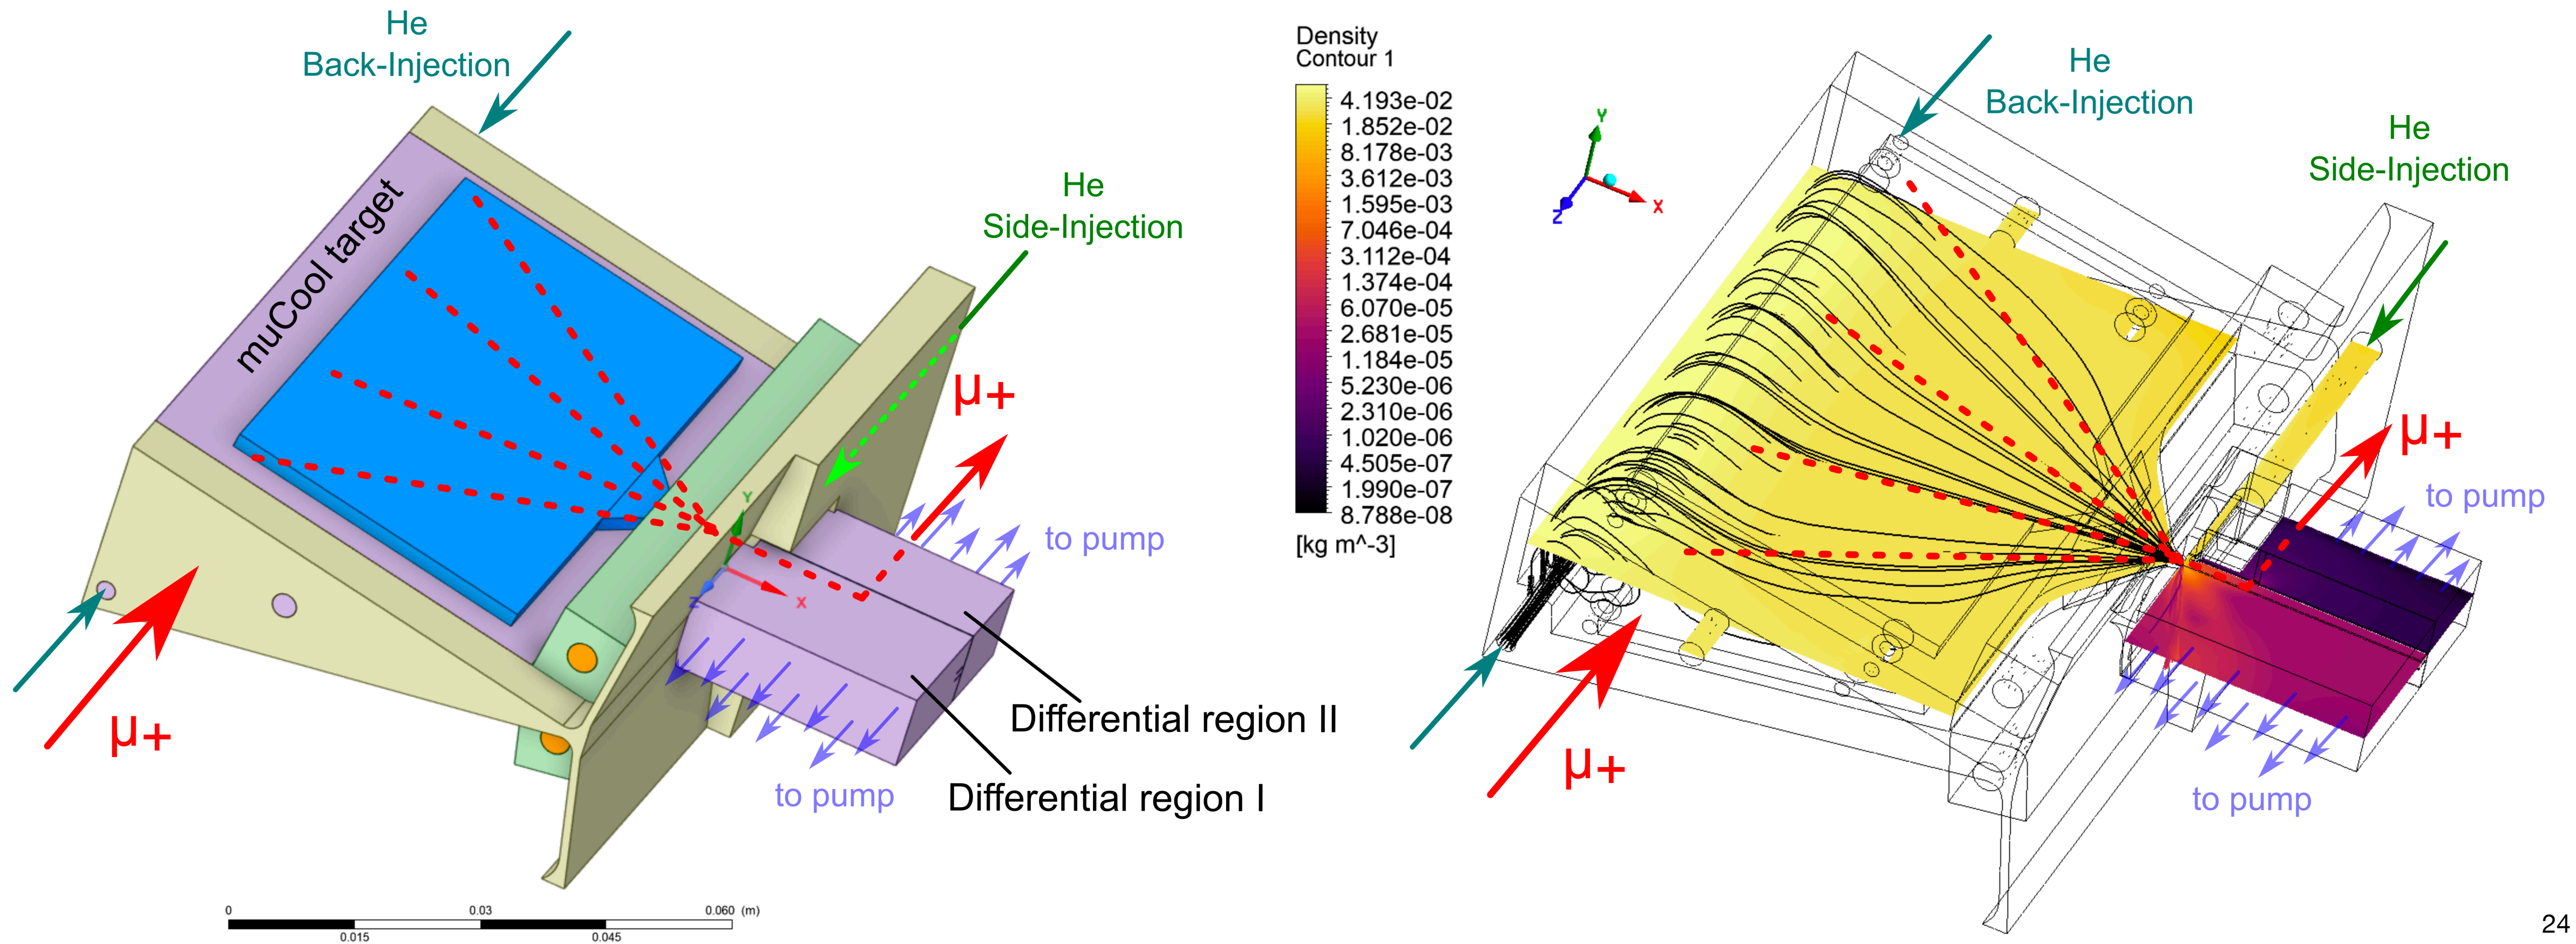 He
Back-Injection
muCool target
He
Side-Injection
μ+
to pump
Y
Z
X
μ+
Differential region II
Differential region I
to pump
0
0.03
0.060 (m)
0.015
0.045
Density
Contour 1
4.193e-02
1.852e-02
8.178e-03
3.612e-03
1.595e-03
7.046e-04
3.112e-04
1.374e-04
6.070e-05
2.681e-05
1.184e-05
5.230e-06
2.310e-06
1.020e-06
4.505e-07
1.990e-07
8.788e-08
[kg m^-3]
Y
X
Z
He
Back-Injection
He
Side-Injection
μ+
to pump
μ+
to pump
24